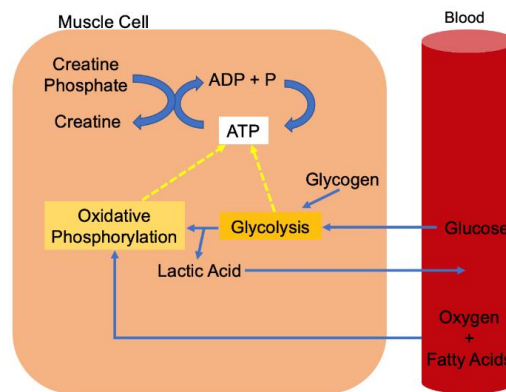 Muscle Cell
Blood
Creatine
Phosphate
Creatine
ADP + P
ATP
Glycogen
Oxidative
Phosphorylation
Glycolysis
Glucose
Lactic Acid
Oxygen
+
Fatty Acids